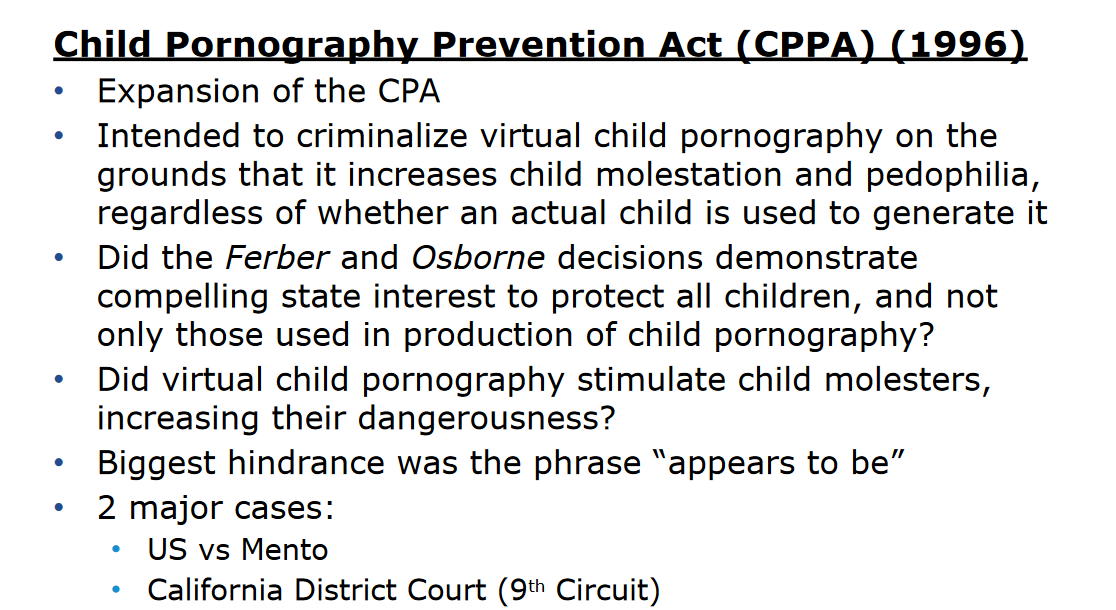 Child Pornography Prevention Act (CPPA) (1996)
• Expansion of the CPA
• Intended to criminalize virtual child pornography on the
grounds that it increases child molestation and pedophilia,
regardless of whether an actual child is used to generate it
• Did the Ferber and Osborne decisions demonstrate
compelling state interest to protect all children, and not
only those used in production of child pornography?
• Did virtual child pornography stimulate child molesters,
increasing their dangerousness?
• Biggest hindrance was the phrase “appears to be”
• 2 major cases:
• US vs Mento
• California District Court (9th Circuit)